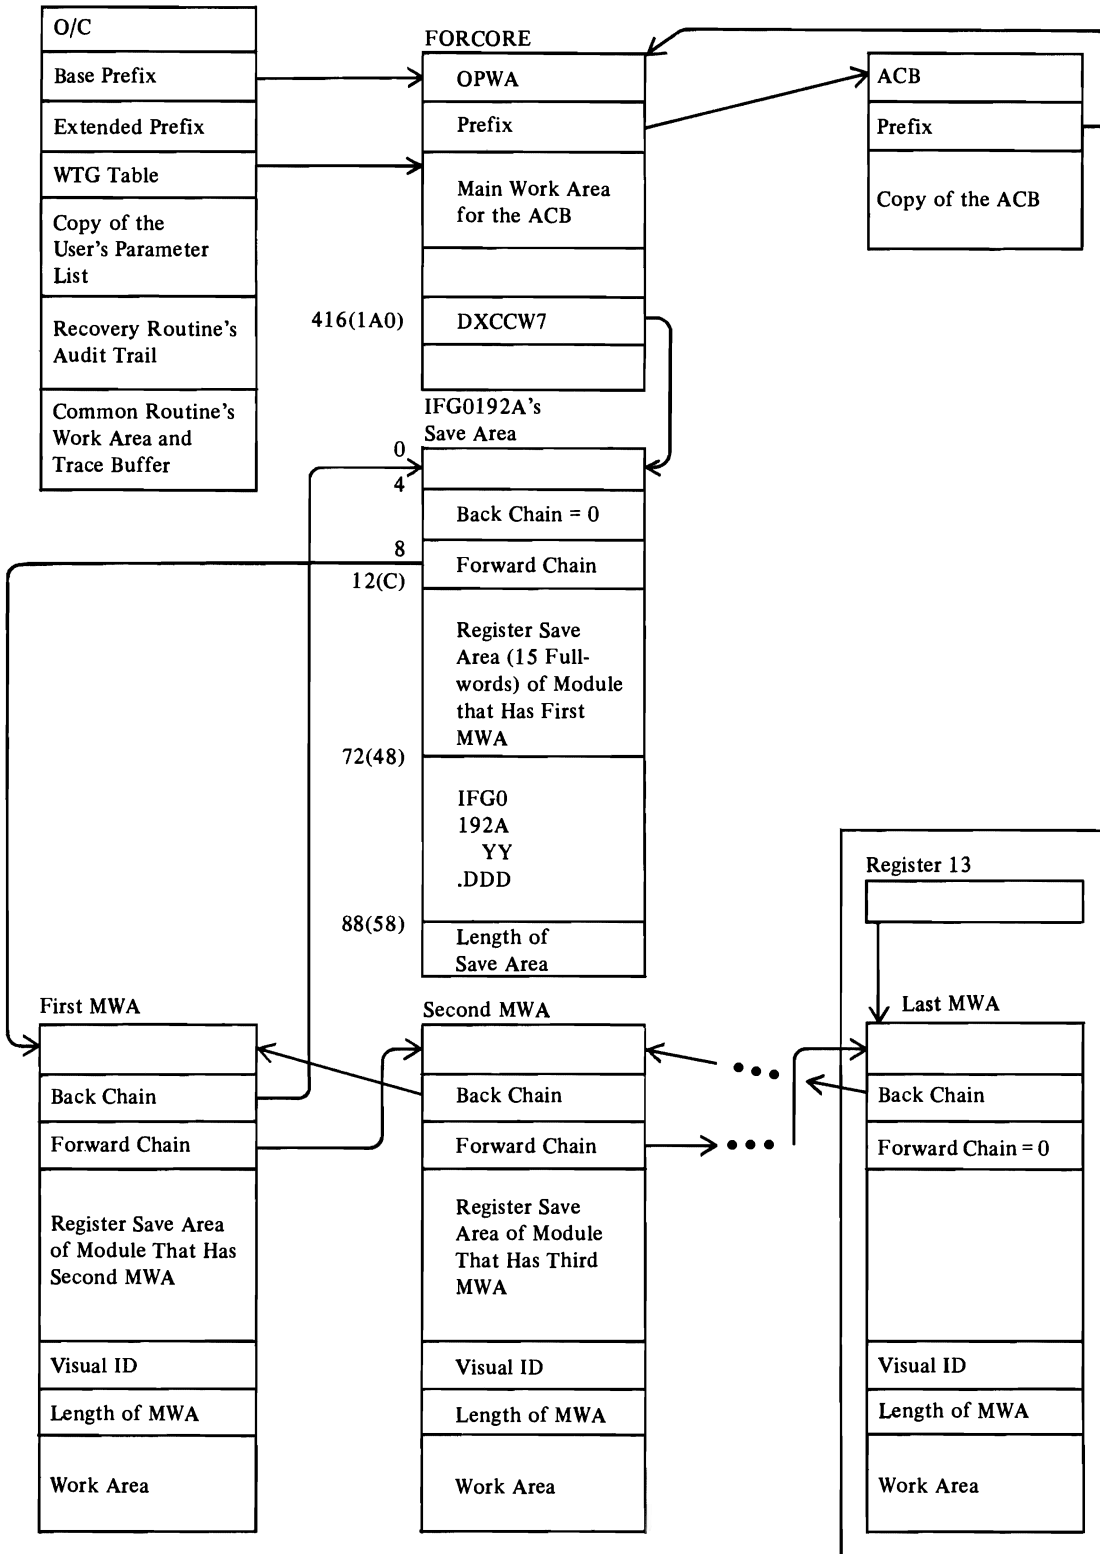 O/C
Base Prefix
Extended Prefix
WTG Table
Copy of the
User's Parameter
List
Recovery Routine's
Audit Trail
Common Routine's
Work Area and
Trace Buffer
FORCORE
OPWA
Prefix
Main Work Area
for the ACB
416(1A0)
DXCCW7
ACB
Prefix
Copy of the ACB
IFG0192A's
Save Area
0
4
Back Chain = 0
8
Forward Chain
12(C)
Register Save
Area (15 Full-
words) of Module
that Has First
MWA
72(48)
IFG0
192A
YY
.DDD
88(58)
Length of
Save Area
Register 13
First MWA
Back Chain
Forward Chain
Register Save Area
of Module That Has
Second MWA
Visual ID
Length of MWA
Work Area
Second MWA
Back Chain
Forward Chain
Register Save
Area of Module
That Has Third
MWA
Visual ID
Length of MWA
Work Area
Last MWA
Back Chain
Forward Chain = 0
Visual ID
Length of MWA
Work Area